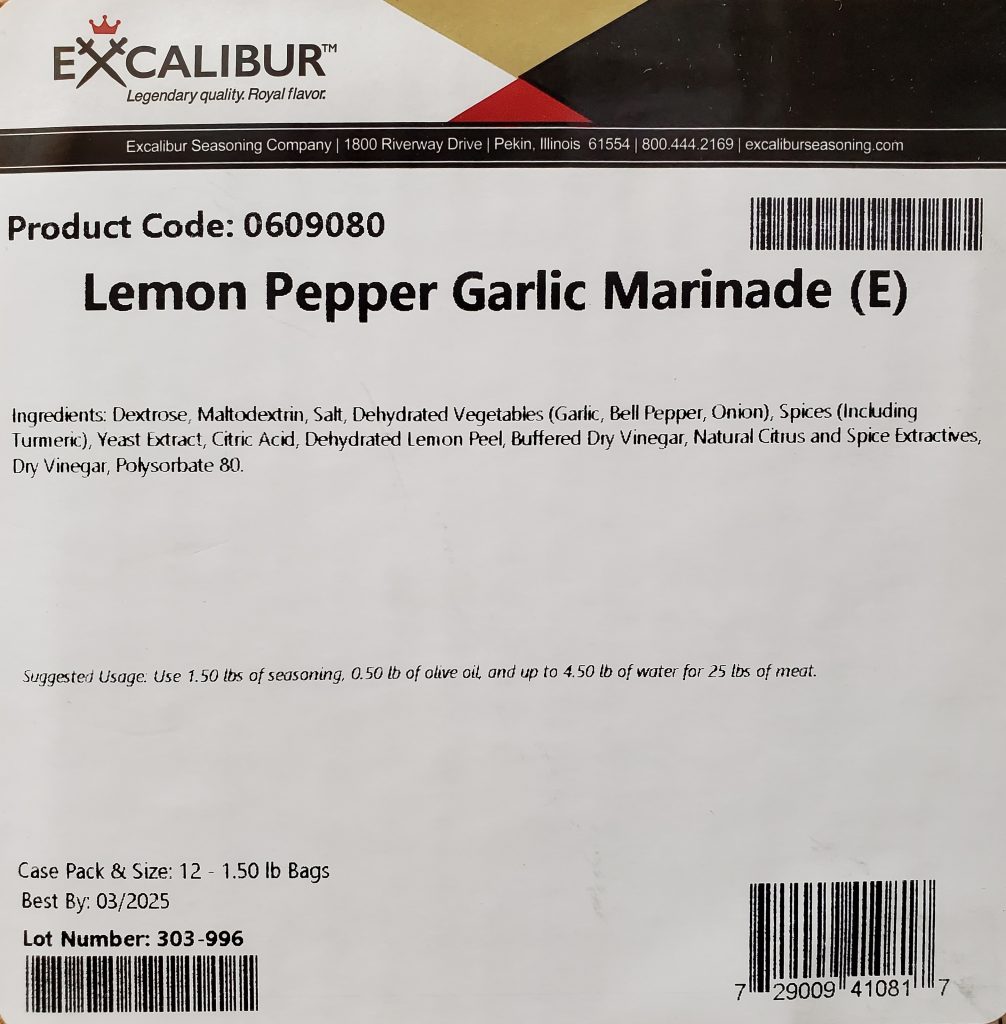 EXCALIBUR™
Legendary quality. Royal flavor.
Excalibur Seasoning Company | 1800 Riverway Drive | Pekin, Illinois 61554 | 800.444.2169 | excaliburseasoning.com
Product Code: 0609080
Lemon Pepper Garlic Marinade (E)
Ingredients: Dextrose, Maltodextrin, Salt, Dehydrated Vegetables (Garlic, Bell Pepper, Onion), Spices (Including
Turmeric), Yeast Extract, Citric Acid, Dehydrated Lemon Peel, Buffered Dry Vinegar, Natural Citrus and Spice Extractives,
Dry Vinegar, Polysorbate 80.
Suggested Usage: Use 1.50 lbs of seasoning, 0.50 lb of olive oil, and up to 4.50 lb of water for 25 lbs of meat.
Case Pack & Size: 12 - 1.50 lb Bags
Best By: 03/2025
Lot Number: 303-996
7 29009 41081 7